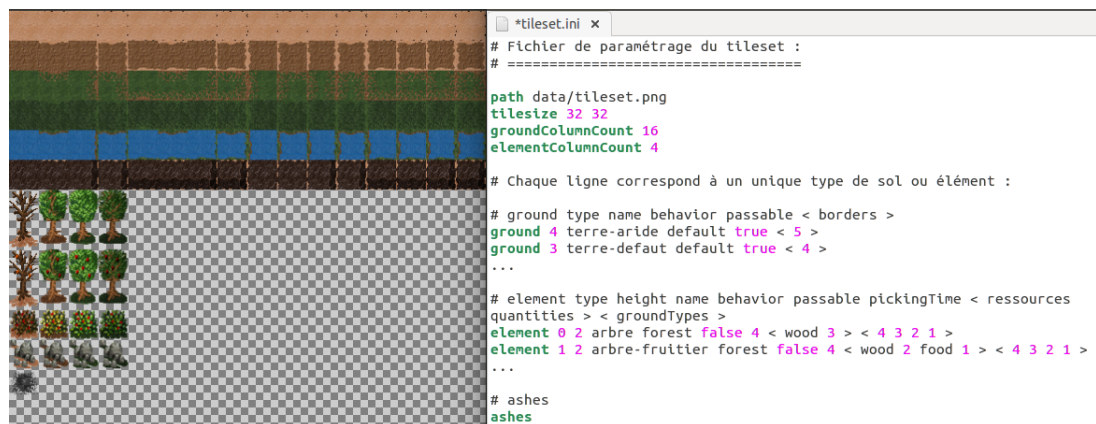 *tileset.ini ×
# Fichier de paramétrage du tileset :
# ===================================
path data/tileset.png
tilesize 32 32
groundColumnCount 16
elementColumnCount 4
# Chaque ligne correspond à un unique type de sol ou élément :
# ground type name behavior passable < borders >
ground 4 terre-aride default true < 5 >
ground 3 terre-defaut default true < 4 >
...
# element type height name behavior passable pickingTime < ressources
quantities > < groundTypes >
element 0 2 arbre forest false 4 < wood 3 > < 4 3 2 1 >
element 1 2 arbre-fruitier forest false 4 < wood 2 food 1 > < 4 3 2 1 >
...
# ashes
ashes